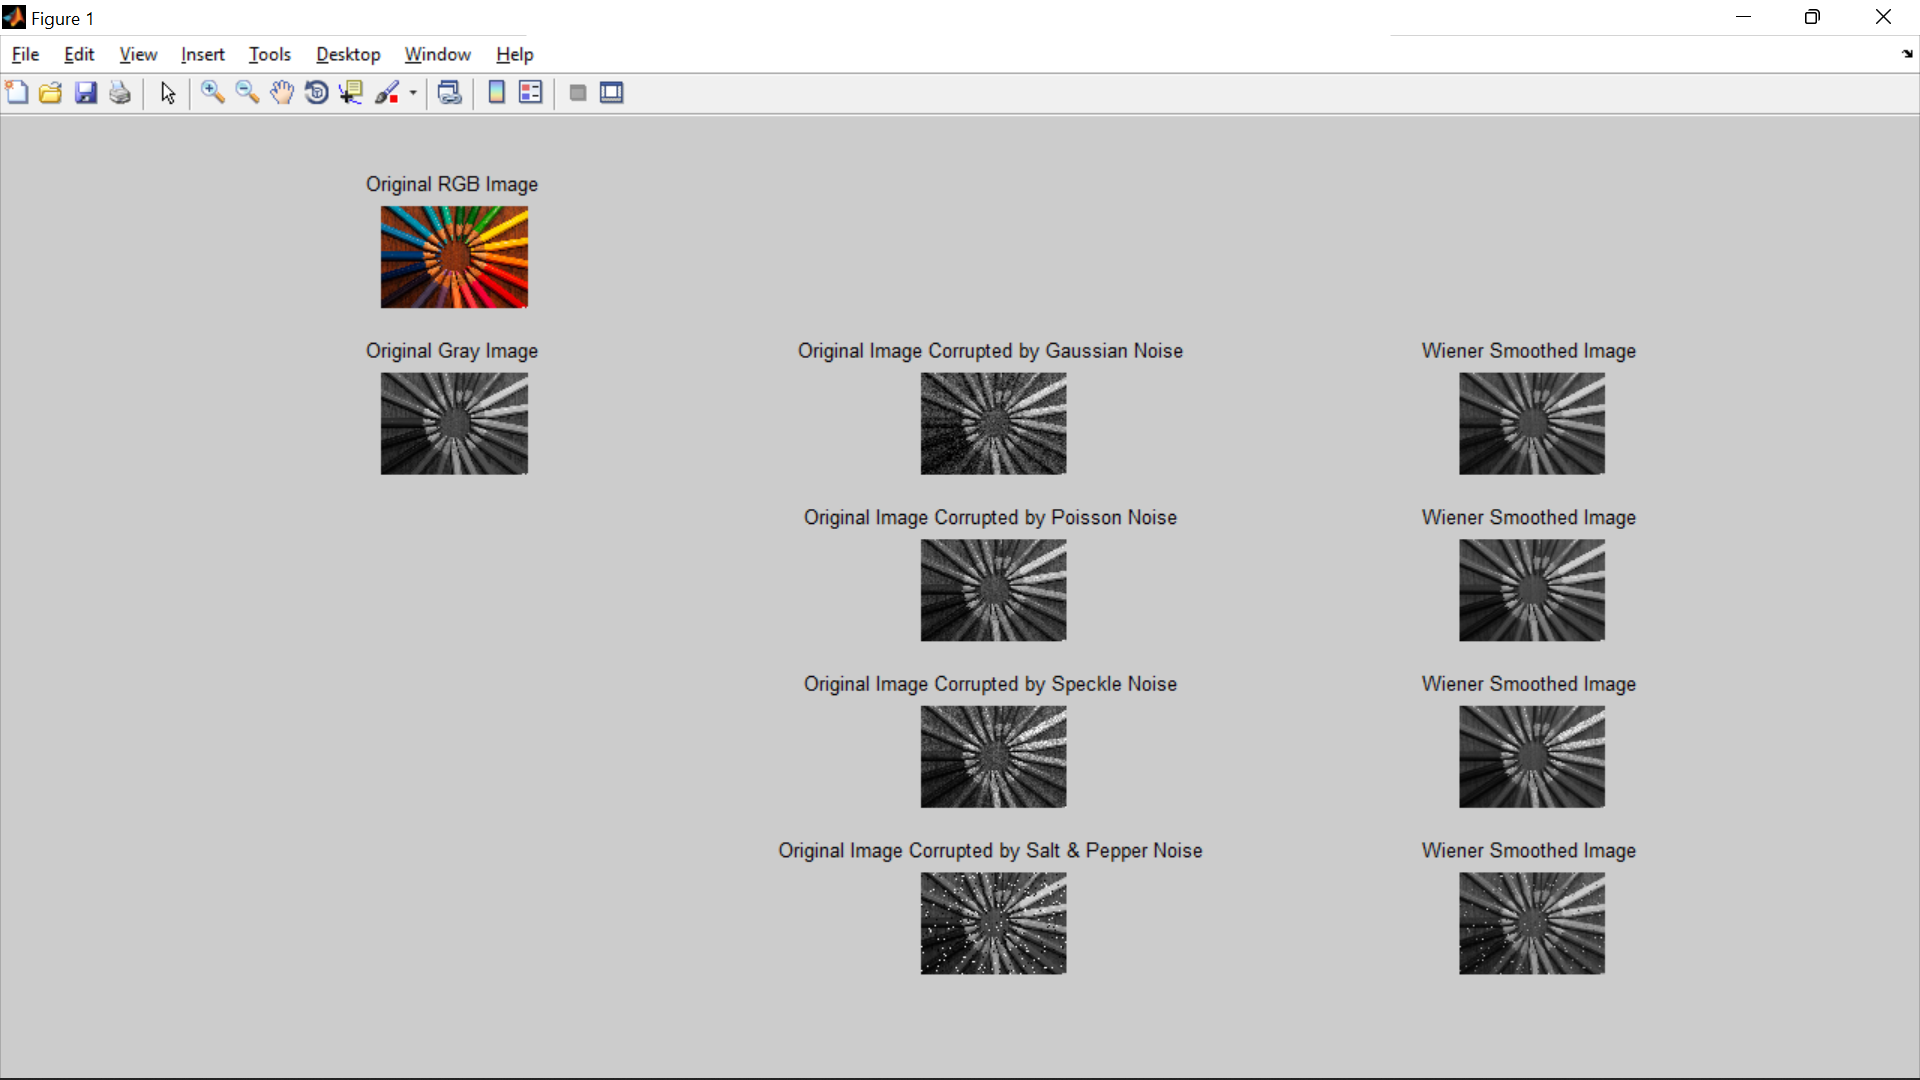 Figure 1
File Edit View Insert Tools Desktop Window Help
Original RGB Image
Original Gray Image
Original Image Corrupted by Gaussian Noise
Wiener Smoothed Image
Original Image Corrupted by Poisson Noise
Wiener Smoothed Image
Original Image Corrupted by Speckle Noise
Wiener Smoothed Image
Original Image Corrupted by Salt & Pepper Noise
Wiener Smoothed Image